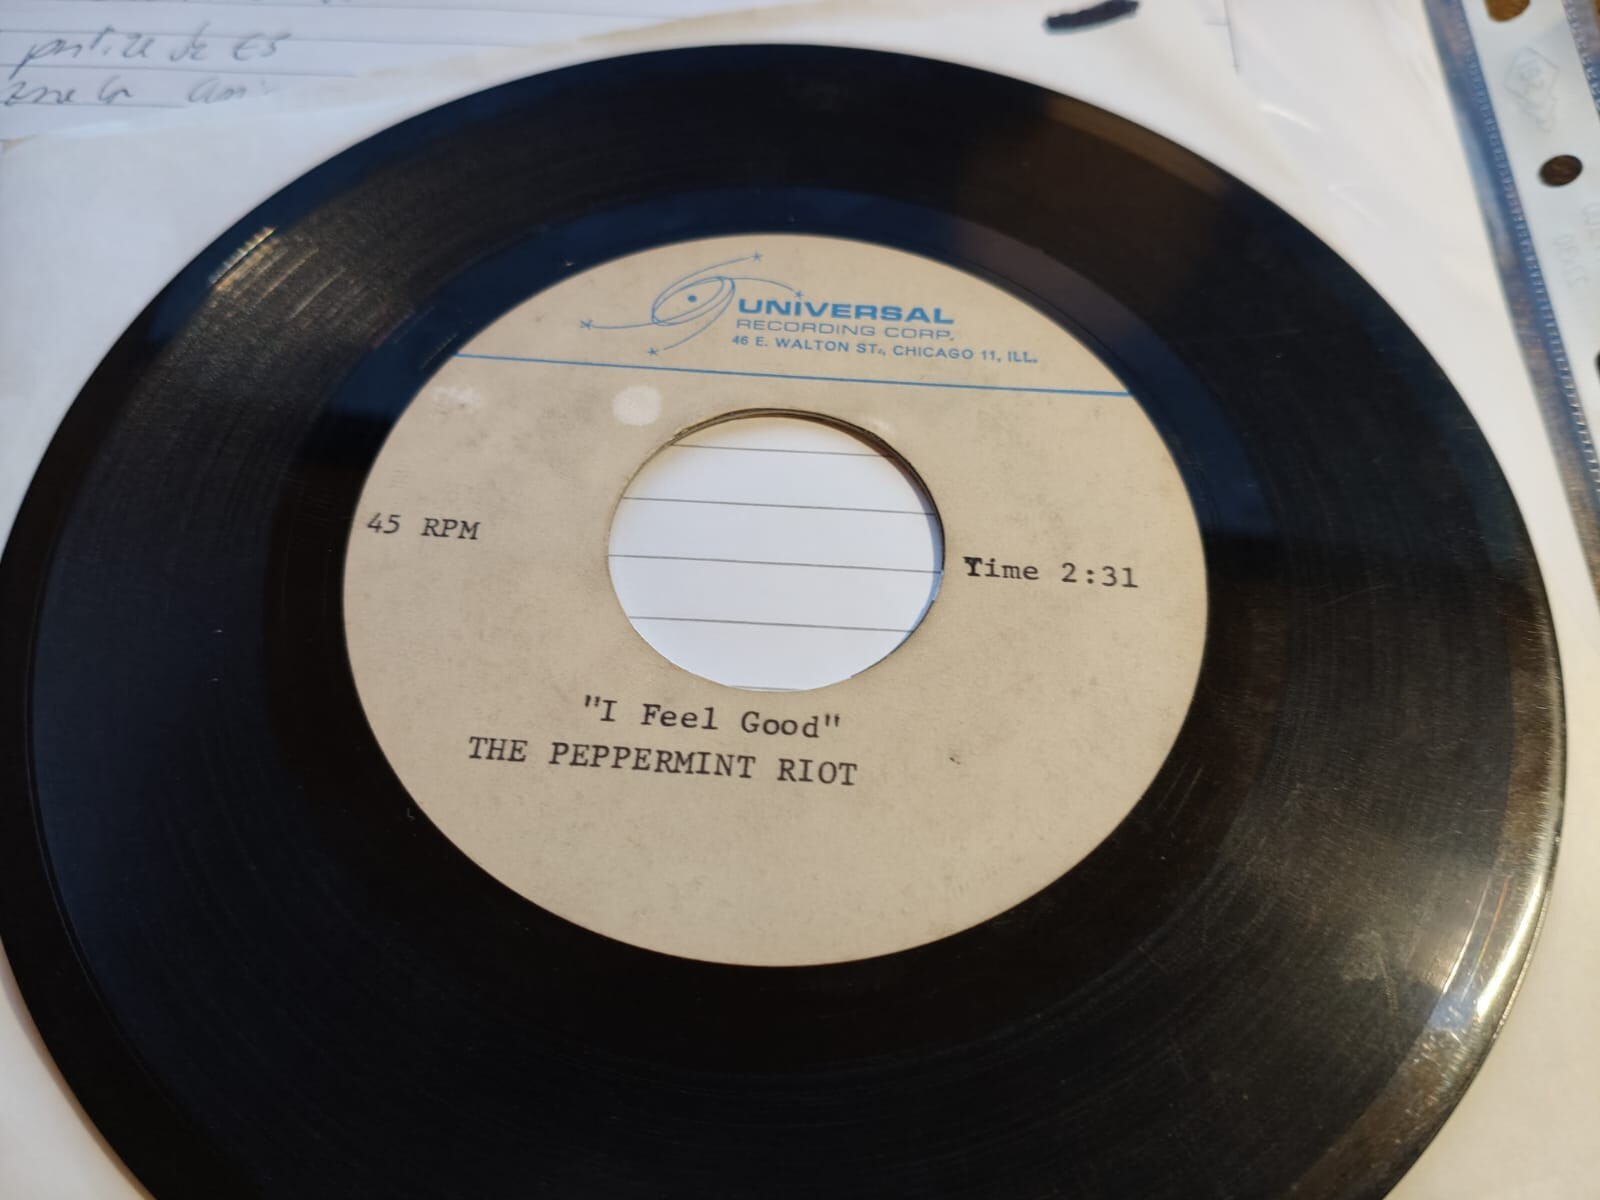 UNIVERSAL
RECORDING CORP.
46 E. WALTON ST., CHICAGO 11, ILL.
45 RPM
Time 2:31
"I Feel Good"
THE PEPPERMINT RIOT